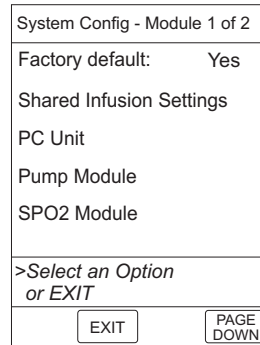 System Config - Module 1 of 2
Factory default: Yes
Shared Infusion Settings
PC Unit
Pump Module
SPO2 Module
>Select an Option
or EXIT
EXIT
PAGE
DOWN